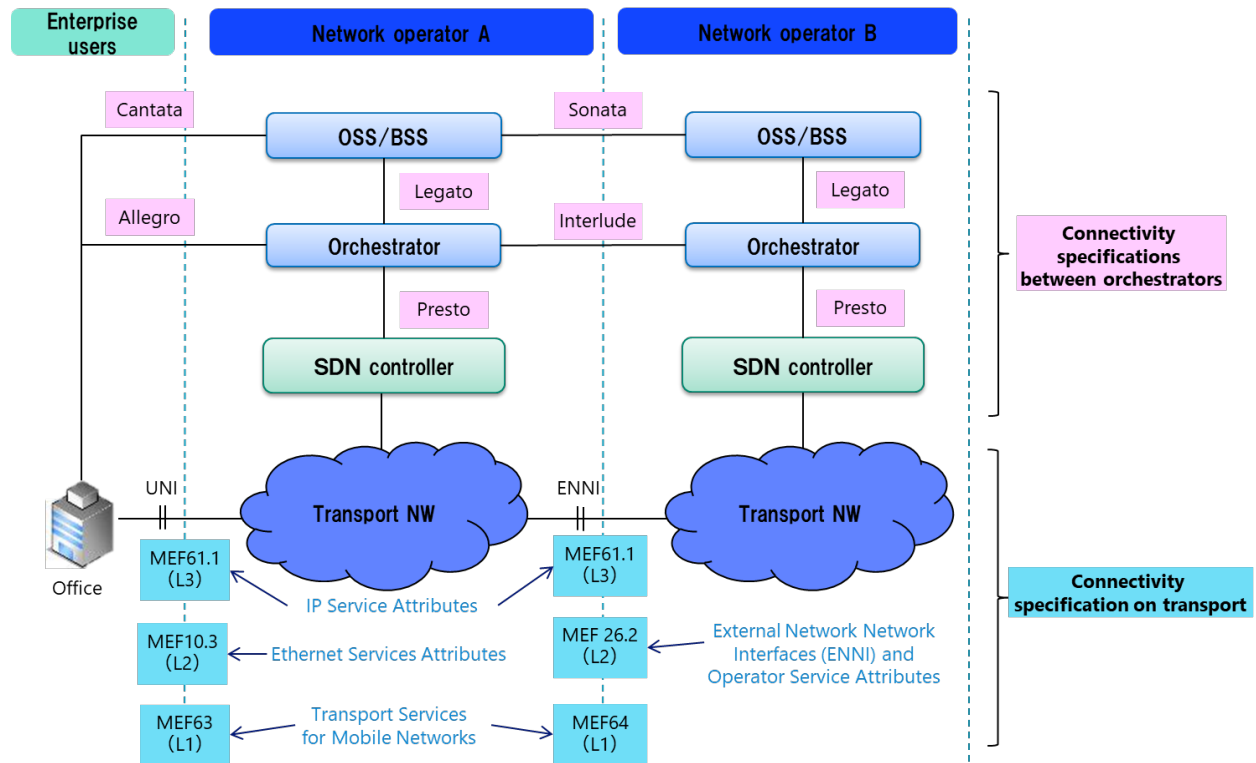 Enterprise
users
Network operator A
Network operator B
Cantata
Sonata
OSS/BSS
OSS/BSS
Legato
Legato
Allegro
Interlude
Orchestrator
Orchestrator
Connectivity
specifications
between orchestrators
Presto
Presto
SDN controller
SDN controller
UNI
ENNI
Transport NW
Transport NW
Office
MEF61.1
(L3)
MEF61.1
(L3)
IP Service Attributes
Connectivity
specification on transport
MEF10.3
(L2)
Ethernet Services Attributes
MEF 26.2
(L2)
External Network Network
Interfaces (ENNI) and
Operator Service Attributes
MEF63
(L1)
Transport Services
for Mobile Networks
MEF64
(L1)